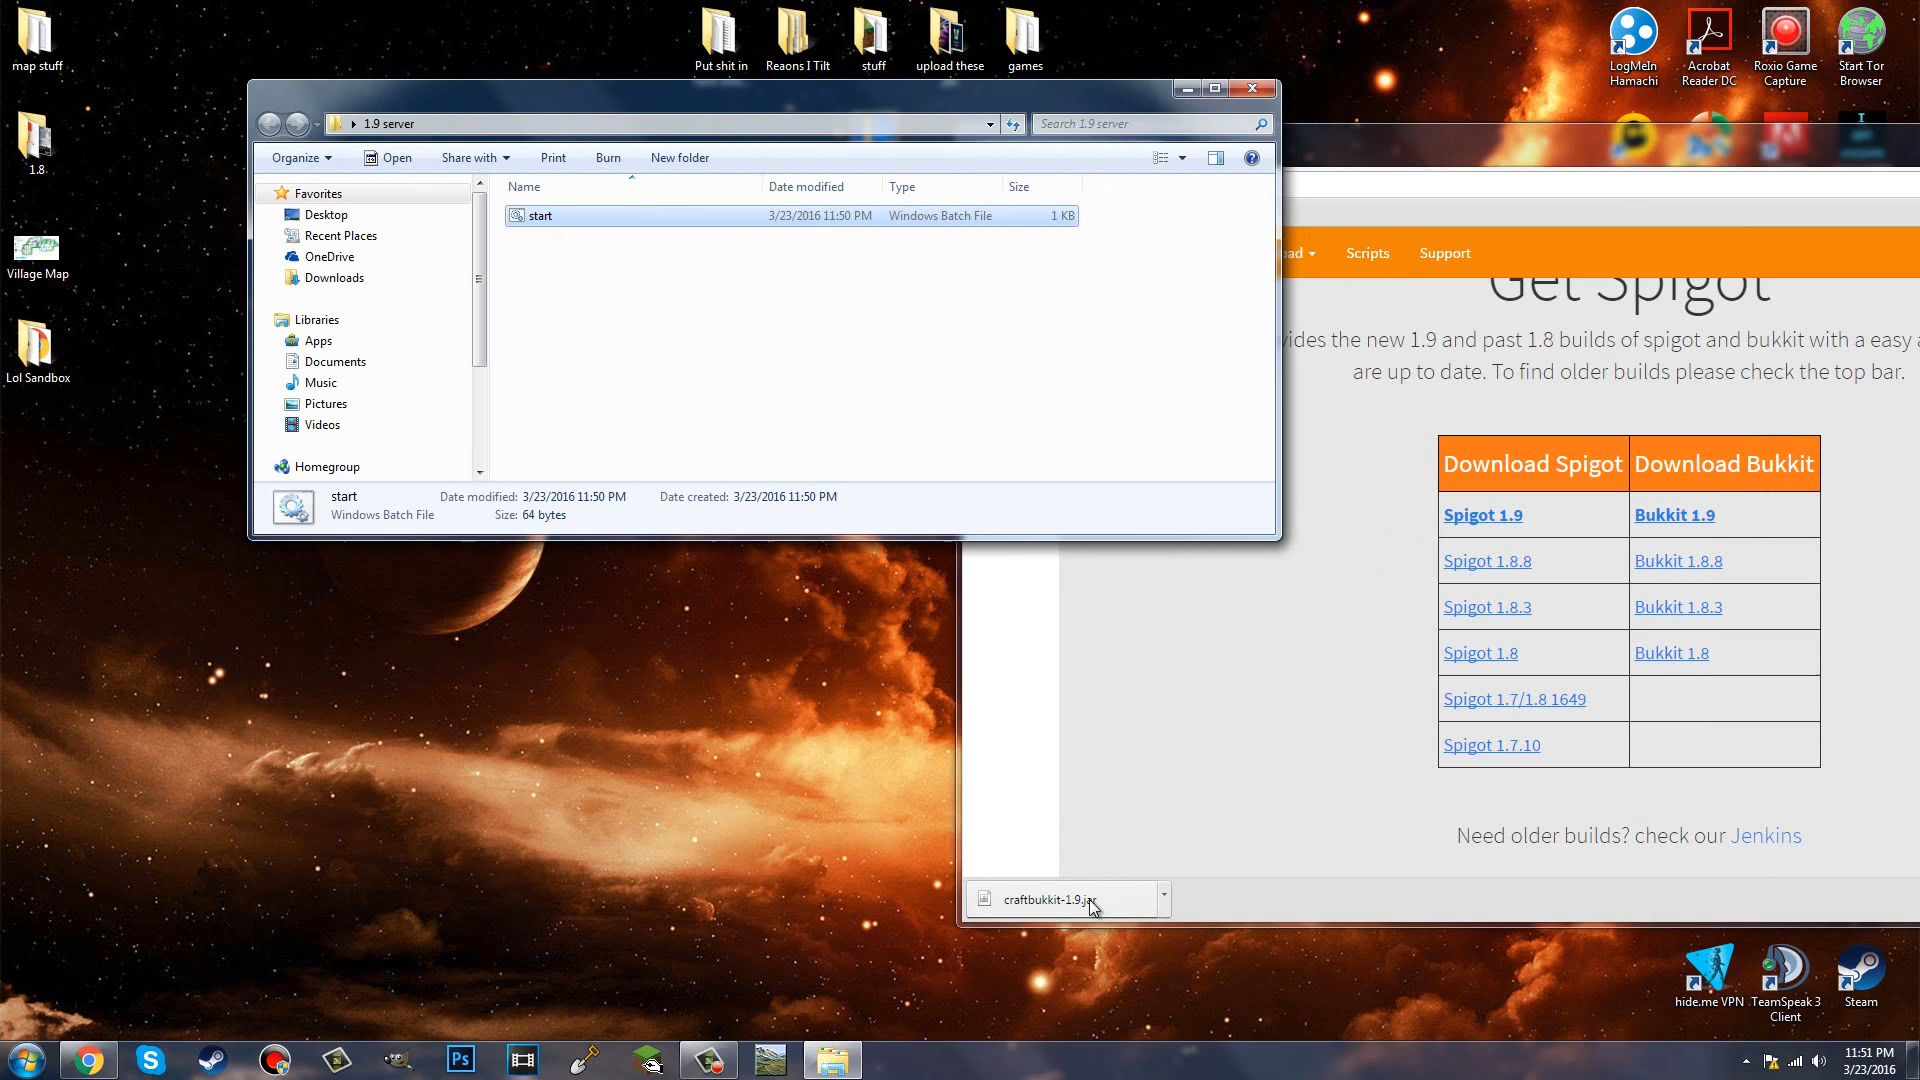 map stuff
Put shit in
Reaons I Tilt
stuff
upload these
games
LogMeIn Hamachi
Acrobat Reader DC
Roxio Game Capture
Start Tor Browser
1.8
Village Map
Lol Sandbox
1.9 server
Search 1.9 server
Organize
Open
Share with
Print
Burn
New folder
Name
Date modified
Type
Size
start
3/23/2016 11:50 PM
Windows Batch File
1 KB
Favorites
Desktop
Recent Places
OneDrive
Downloads
Libraries
Apps
Documents
Music
Pictures
Videos
Homegroup
start
Date modified: 3/23/2016 11:50 PM
Date created: 3/23/2016 11:50 PM
Windows Batch File
Size: 64 bytes
Scripts
Support
Get Spigot
the new 1.9 and past 1.8 builds of spigot and bukkit with a easy
are up to date. To find older builds please check the top bar.
Download Spigot
Download Bukkit
Spigot 1.9
Bukkit 1.9
Spigot 1.8.8
Bukkit 1.8.8
Spigot 1.8.3
Bukkit 1.8.3
Spigot 1.8
Bukkit 1.8
Spigot 1.7/1.8 1649
Spigot 1.7.10
Need older builds? check our Jenkins
craftbukkit-1.9.jar
hide.me VPN
TeamSpeak 3 Client
Steam
Ps
11:51 PM
3/23/2016